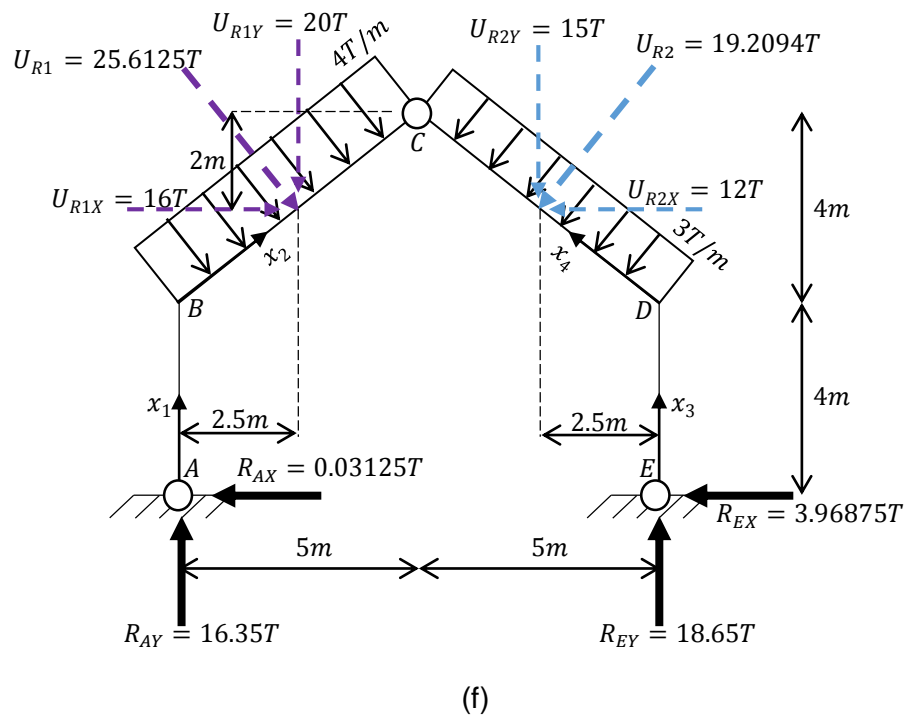 U_{R1Y} = 20T
U_{R2Y} = 15T
U_{R1} = 25.6125T
U_{R2} = 19.2094T
4T/m
C
2m
U_{R1X} = 16T
U_{R2X} = 12T
4m
x_2
x_4
3T/m
B
D
x_1
x_3
4m
2.5m
2.5m
A
R_{AX} = 0.03125T
E
R_{EX} = 3.96875T
5m
5m
R_{AY} = 16.35T
R_{EY} = 18.65T
(f)